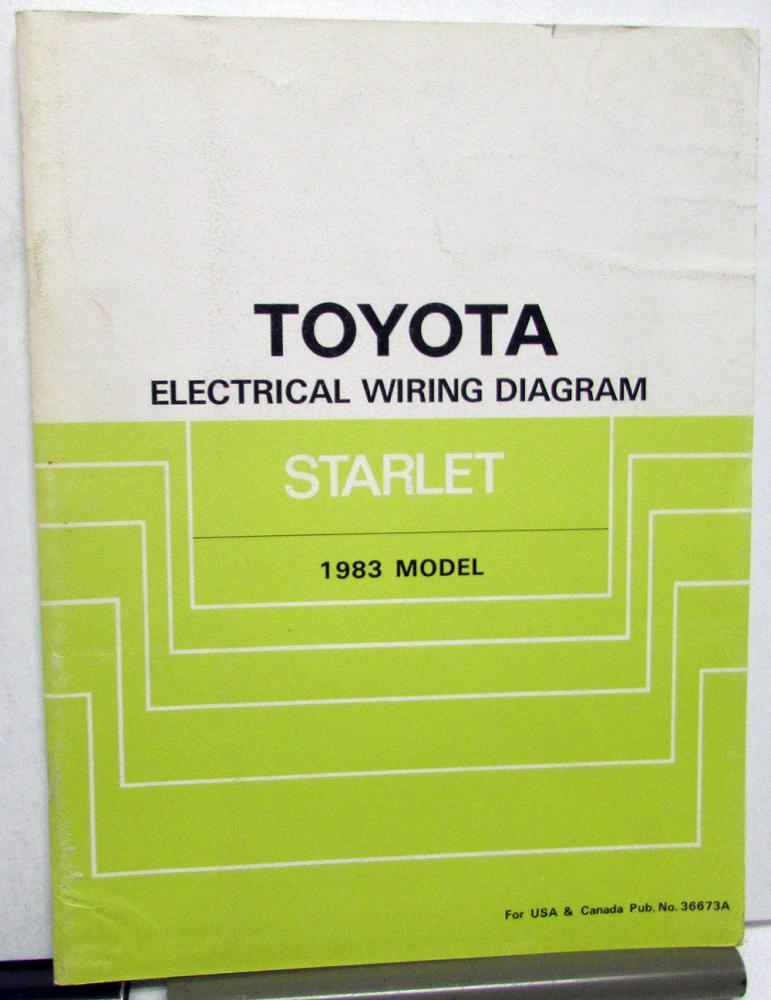 TOYOTA
ELECTRICAL WIRING DIAGRAM
STARLET
1983 MODEL
For USA & Canada Pub. No. 36673A